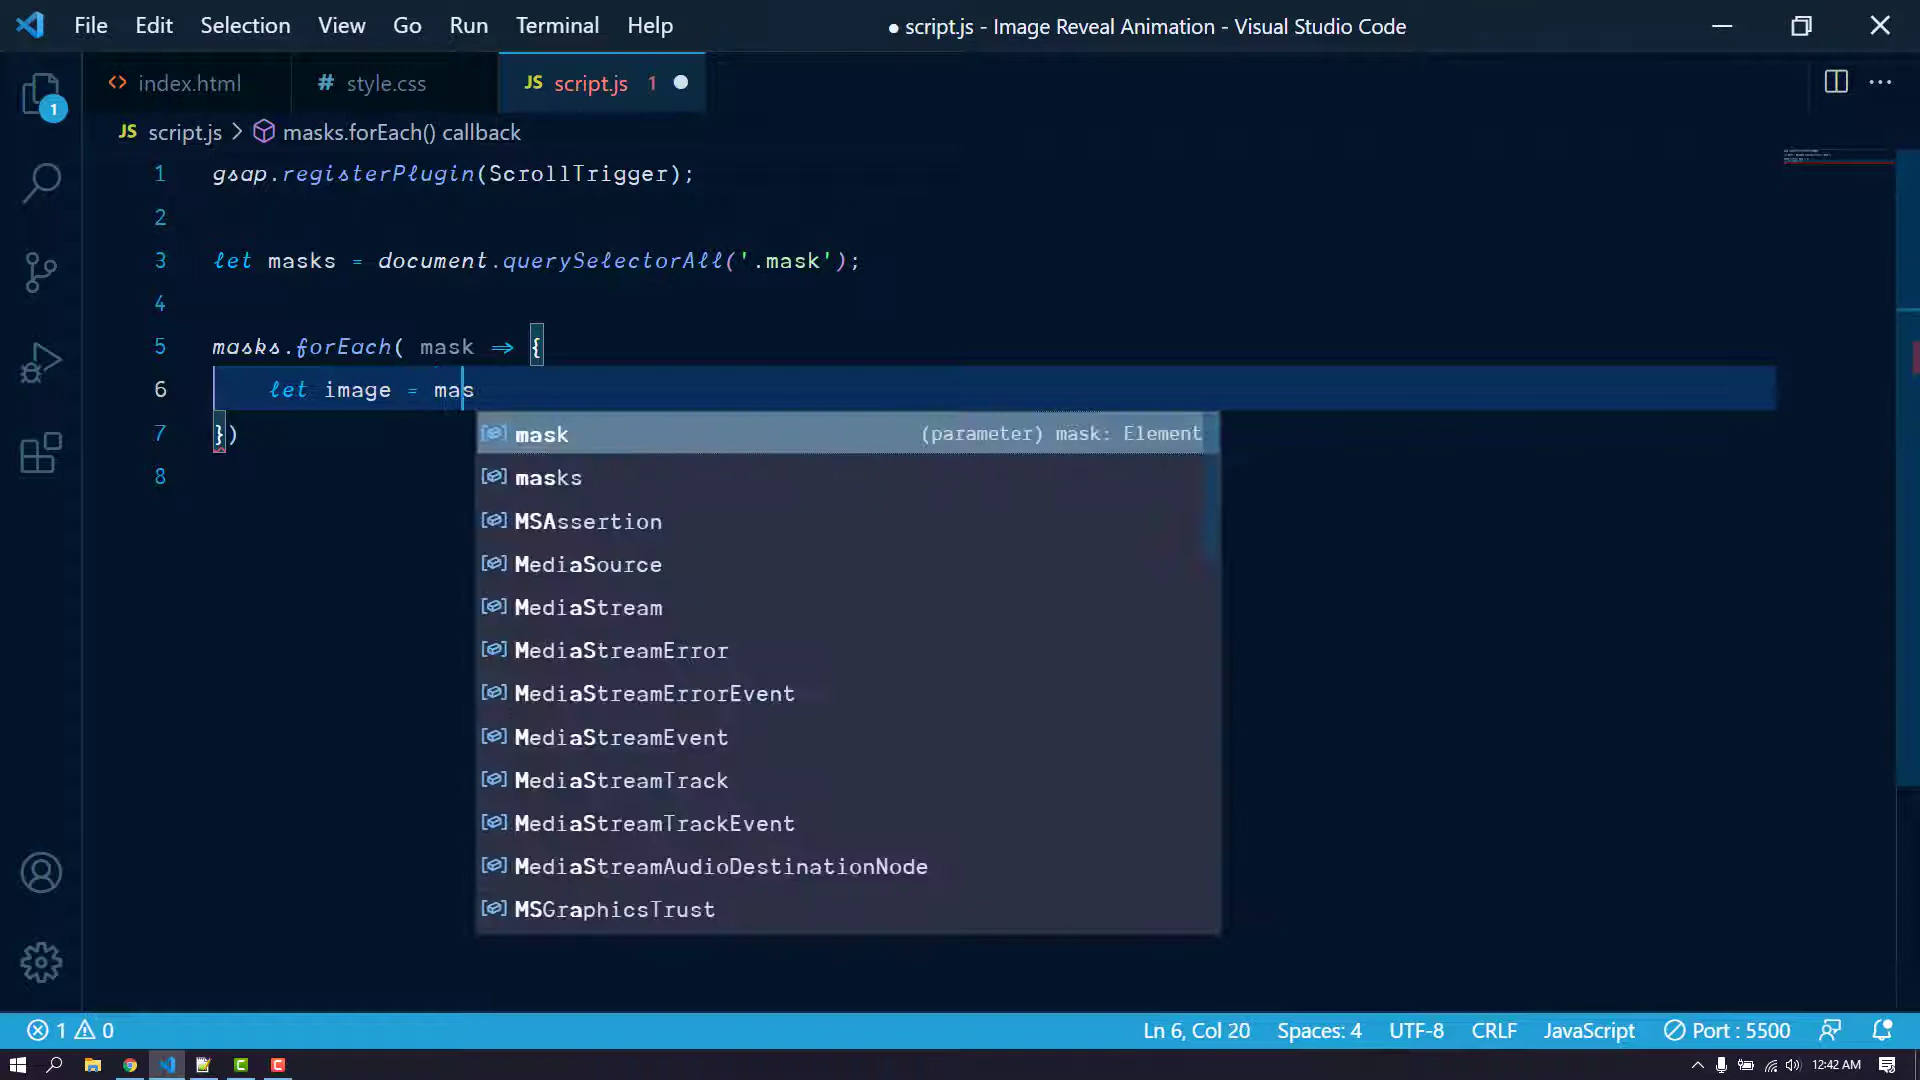 File Edit Selection View Go Run Terminal Help
● script.js - Image Reveal Animation - Visual Studio Code
1
<> index.html
# style.css
JS script.js 1
JS script.js > masks.forEach() callback
1 gsap.registerPlugin(ScrollTrigger);
2
3 let masks = document.querySelectorAll('.mask');
4
5 masks.forEach( mask => {
6 let image = mas
7 })
8
mask (parameter) mask: Element
masks
MSAssertion
MediaSource
MediaStream
MediaStreamError
MediaStreamErrorEvent
MediaStreamEvent
MediaStreamTrack
MediaStreamTrackEvent
MediaStreamAudioDestinationNode
MSGraphicsTrust
1 0
Ln 6, Col 20 Spaces: 4 UTF-8 CRLF JavaScript Port : 5500
12:42 AM